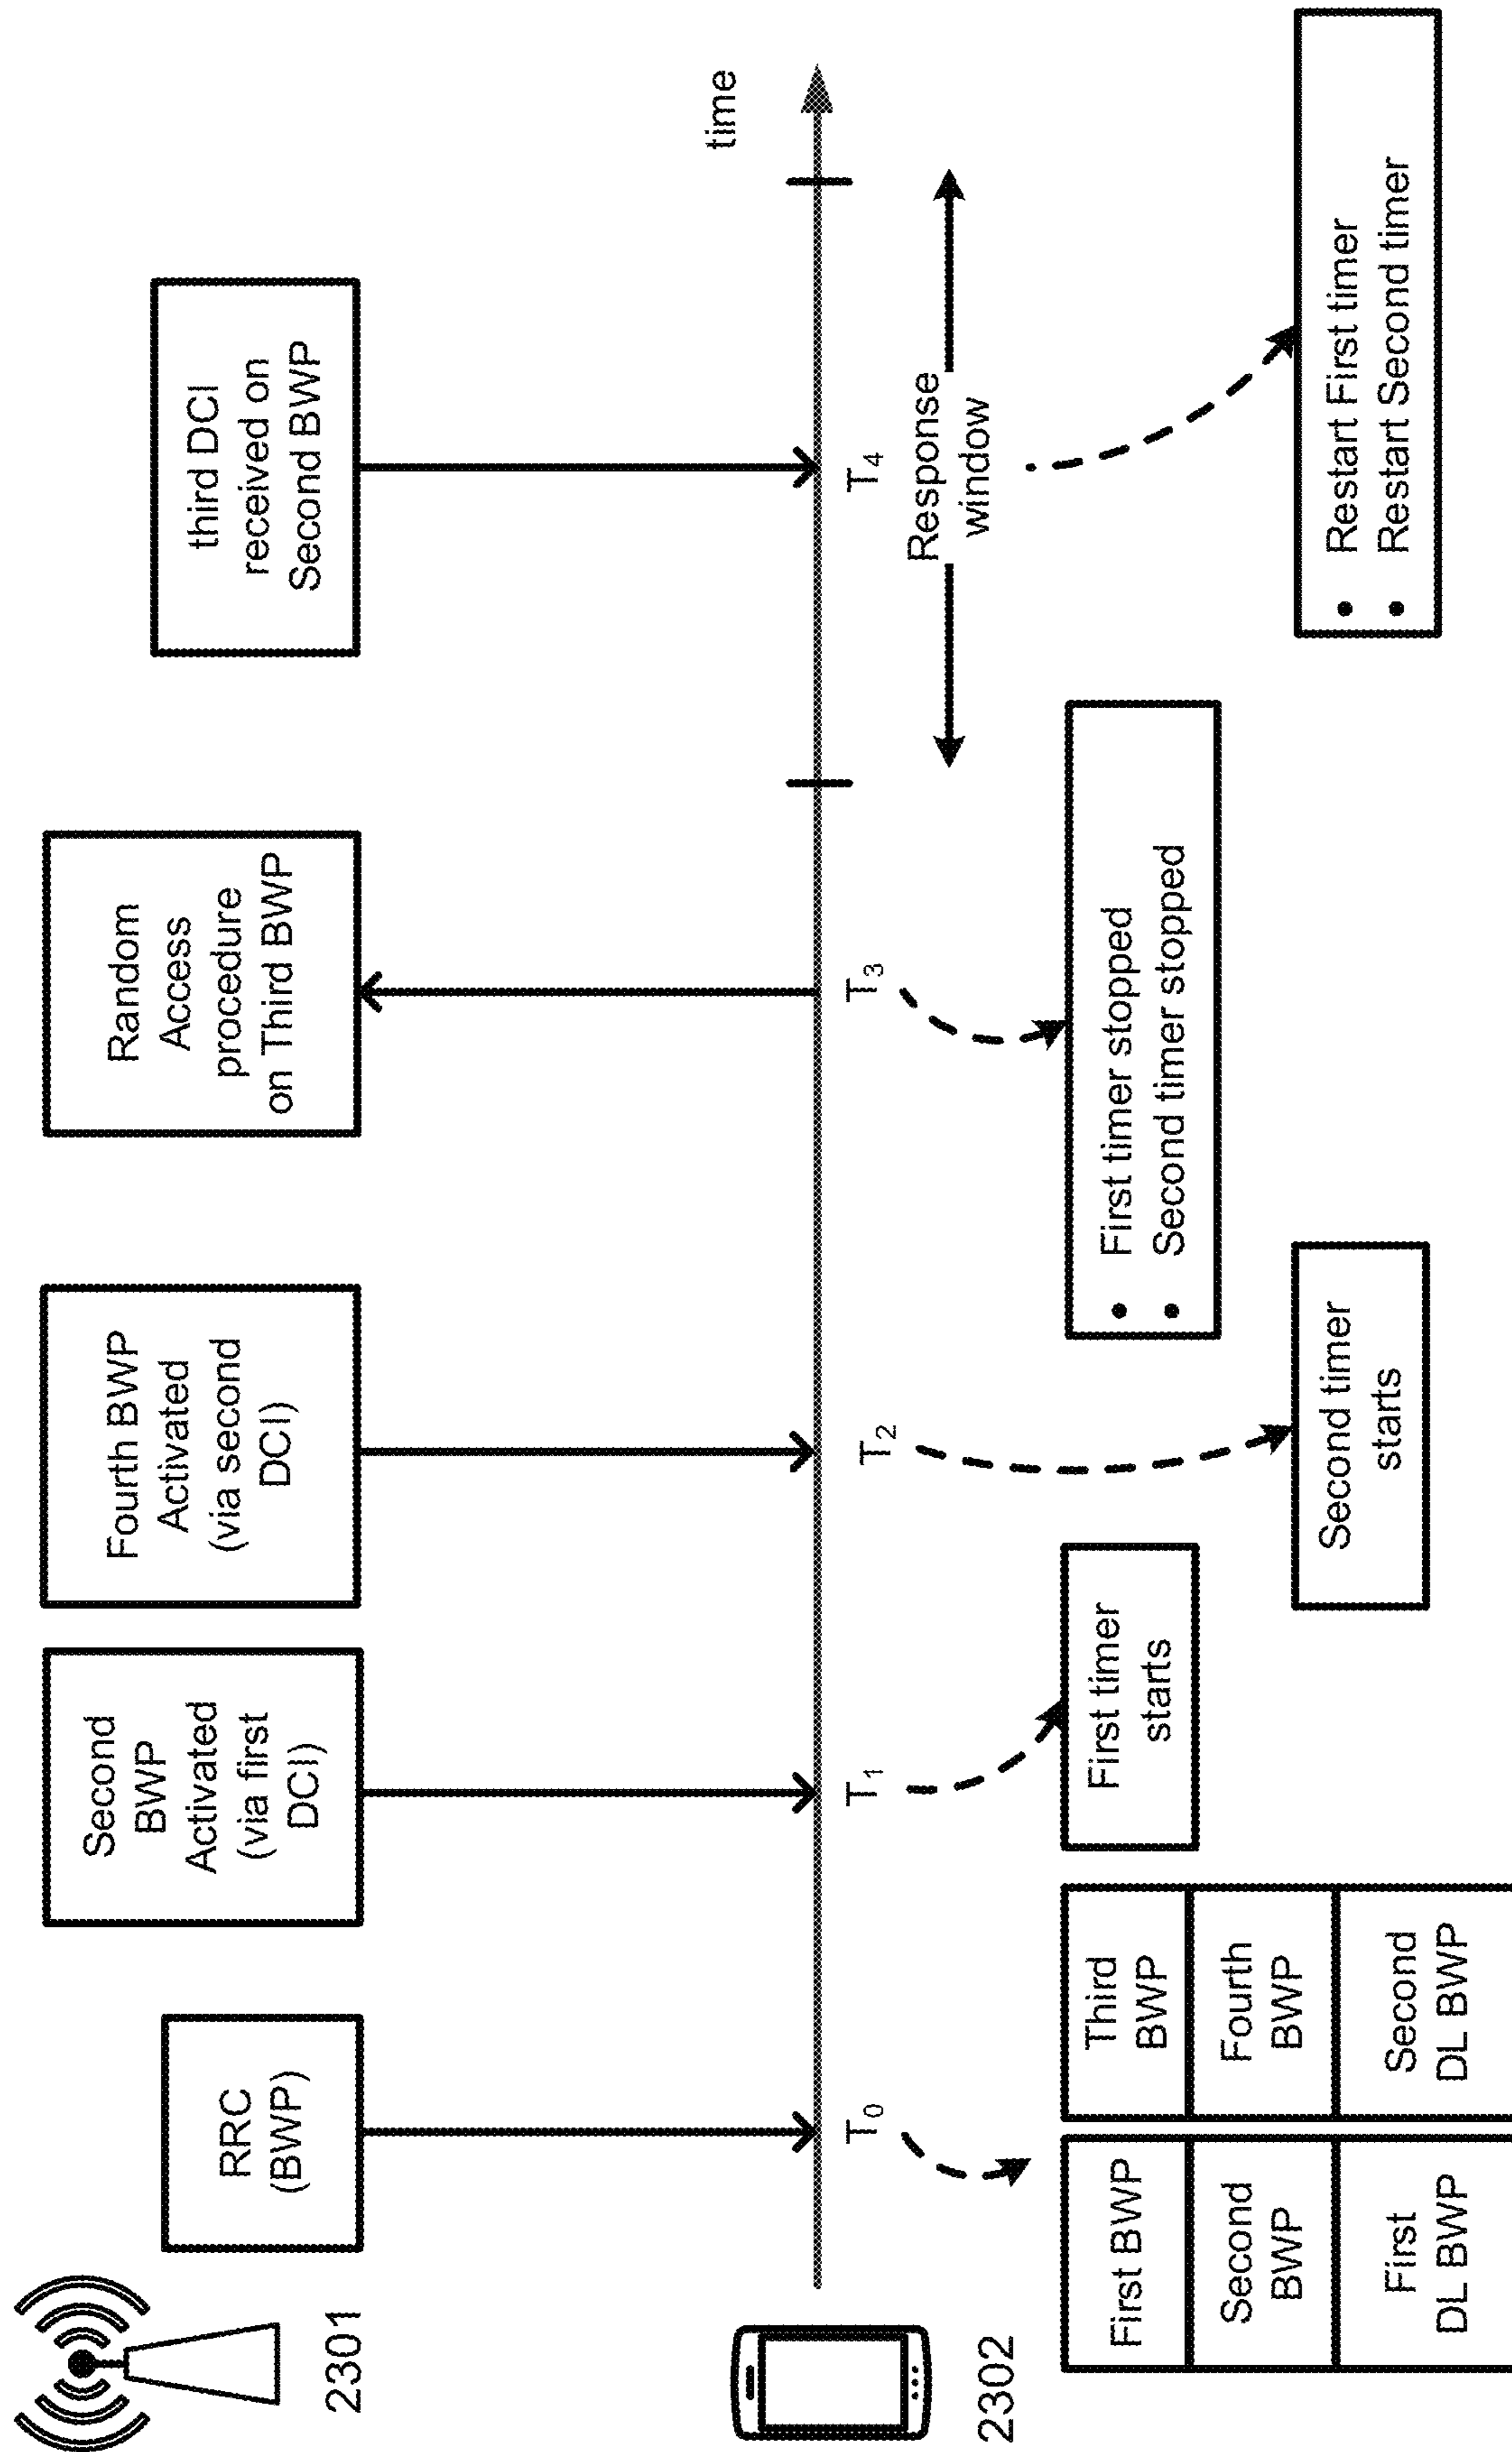 2301
RRC
(BWP)
Second
BWP
Activated
(via first
DCI)
Fourth BWP
Activated
(via second
DCI)
Random
Access
procedure
on Third BWP
third DCI
received on
Second BWP
time
2302
T0
T1
T2
T3
T4
Response
window
First BWP
Second
BWP
First
DL BWP
Third
BWP
Fourth
BWP
Second
DL BWP
First timer
starts
Second timer
starts
• First timer stopped
• Second timer stopped
• Restart First timer
• Restart Second timer